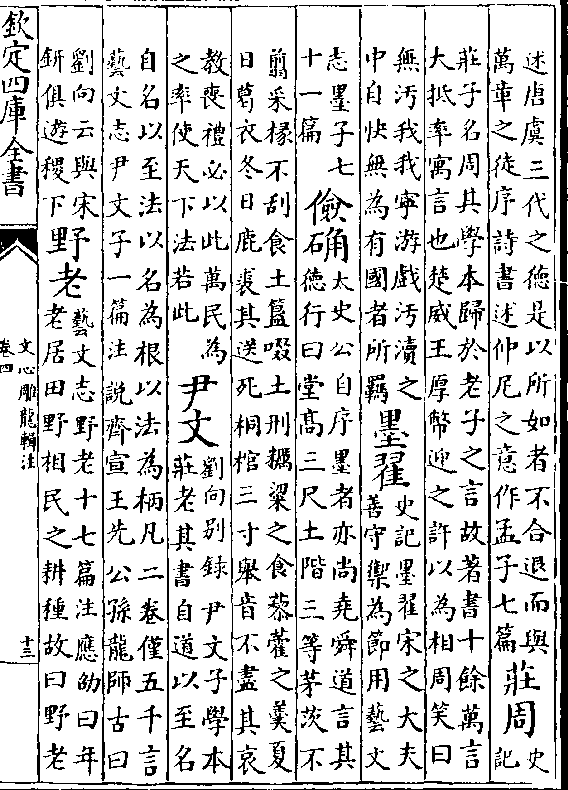 述唐虞三代之德是以所如者不合退而與
萬章之徒序詩書述仲尼之意作孟子七篇
莊周
史
記
莊子名周其學本歸於老子之言故著書十餘萬言
大抵率寓言也楚威王厚幣迎之許以為相周笑曰
無汚我我寧游戲汚瀆之
中自快無為有國者所羈
墨翟
史記墨翟宋之大夫
善守禦為節用藝文
志墨子七
十一篇
儉确
太史公自序墨者亦尚堯舜道言其
德行曰堂高三尺土階三等茅茨不
翦采椽不刮食土簋啜土刑糲粱之食藜藿之羹夏
日葛衣冬日鹿裘其送死桐棺三寸舉音不盡其哀
教喪禮必以此萬民為
之率使天下法若此
尹文
劉向別錄尹文子學本
莊老其書自道以至名
自名以至法以名為根以法為柄凡二卷僅五千言
藝文志尹文子一篇注說齊宣王先公孫龍師古曰
劉向云與宋
鈃俱遊稷下
野老
藝文志野老十七篇注應劭曰年
老居田野相民之耕種故曰野老
欽定四庫全書
文心雕龍輯注
卷四
十三